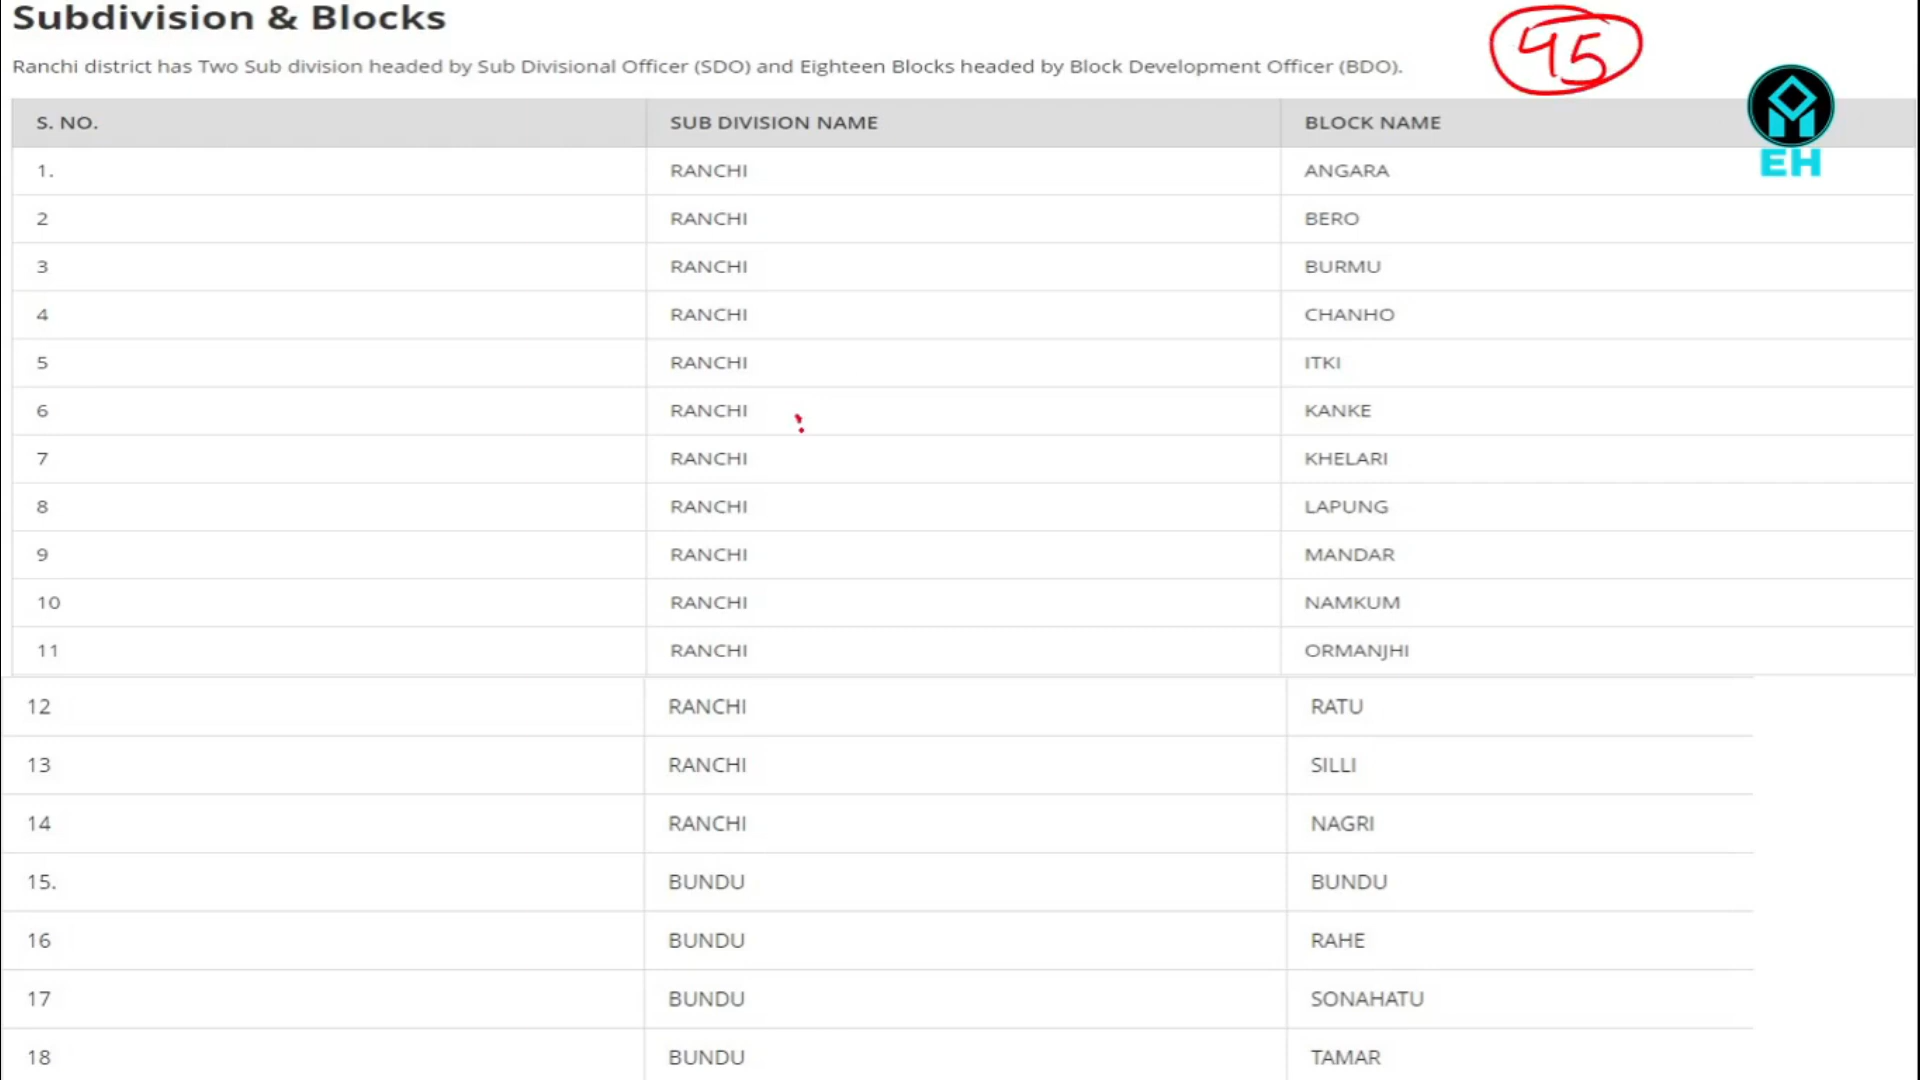 Subdivision & Blocks
95
Ranchi district has Two Sub division headed by Sub Divisional Officer (SDO) and Eighteen Blocks headed by Block Development Officer (BDO).
S. NO. SUB DIVISION NAME BLOCK NAME
EH
1. RANCHI ANGARA
2 RANCHI BERO
3 RANCHI BURMU
4 RANCHI CHANHO
5 RANCHI ITKI
6 RANCHI KANKE
7 RANCHI KHELARI
8 RANCHI LAPUNG
9 RANCHI MANDAR
10 RANCHI NAMKUM
11 RANCHI ORMANJHI
12 RANCHI RATU
13 RANCHI SILLI
14 RANCHI NAGRI
15. BUNDU BUNDU
16 BUNDU RAHE
17 BUNDU SONAHATU
18 BUNDU TAMAR